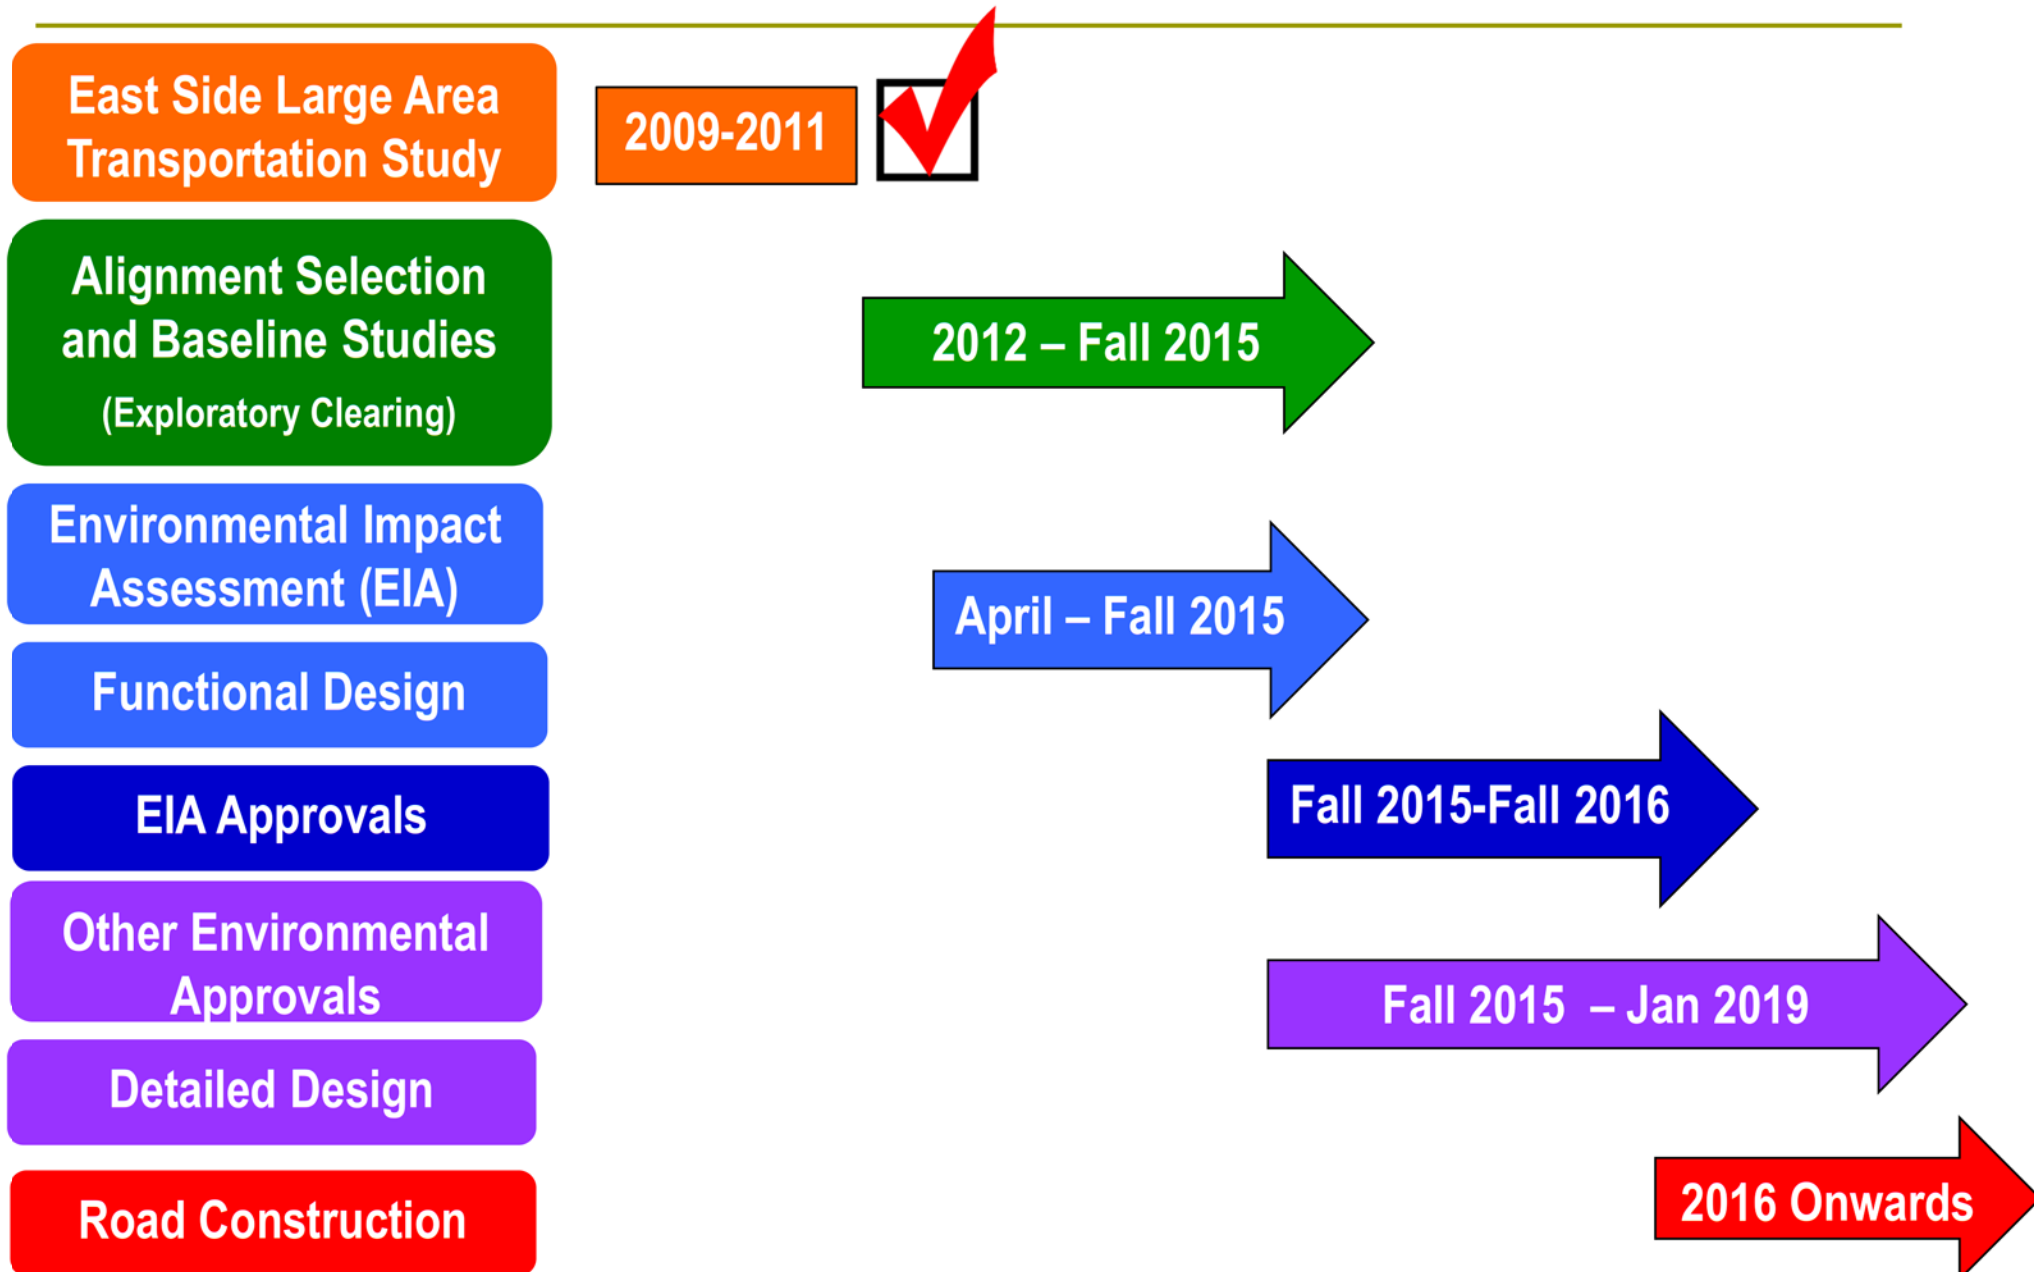 East Side Large Area
Transportation Study
2009-2011
Alignment Selection
and Baseline Studies
(Exploratory Clearing)
2012 – Fall 2015
Environmental Impact
Assessment (EIA)
April – Fall 2015
Functional Design
EIA Approvals
Fall 2015-Fall 2016
Other Environmental
Approvals
Fall 2015 – Jan 2019
Detailed Design
Road Construction
2016 Onwards